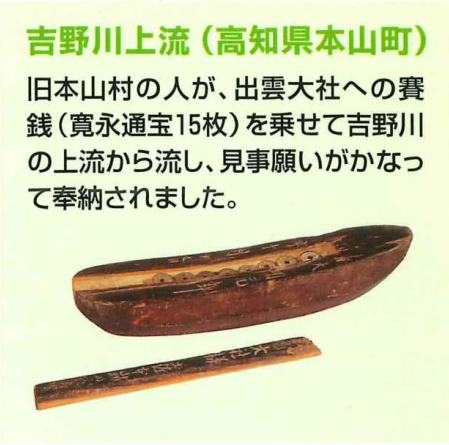 吉野川上流（高知県本山町）
旧本山村の人が、出雲大社への賽
銭（寛永通宝15枚）を乗せて吉野川
の上流から流し、見事願いがかなっ
て奉納されました。